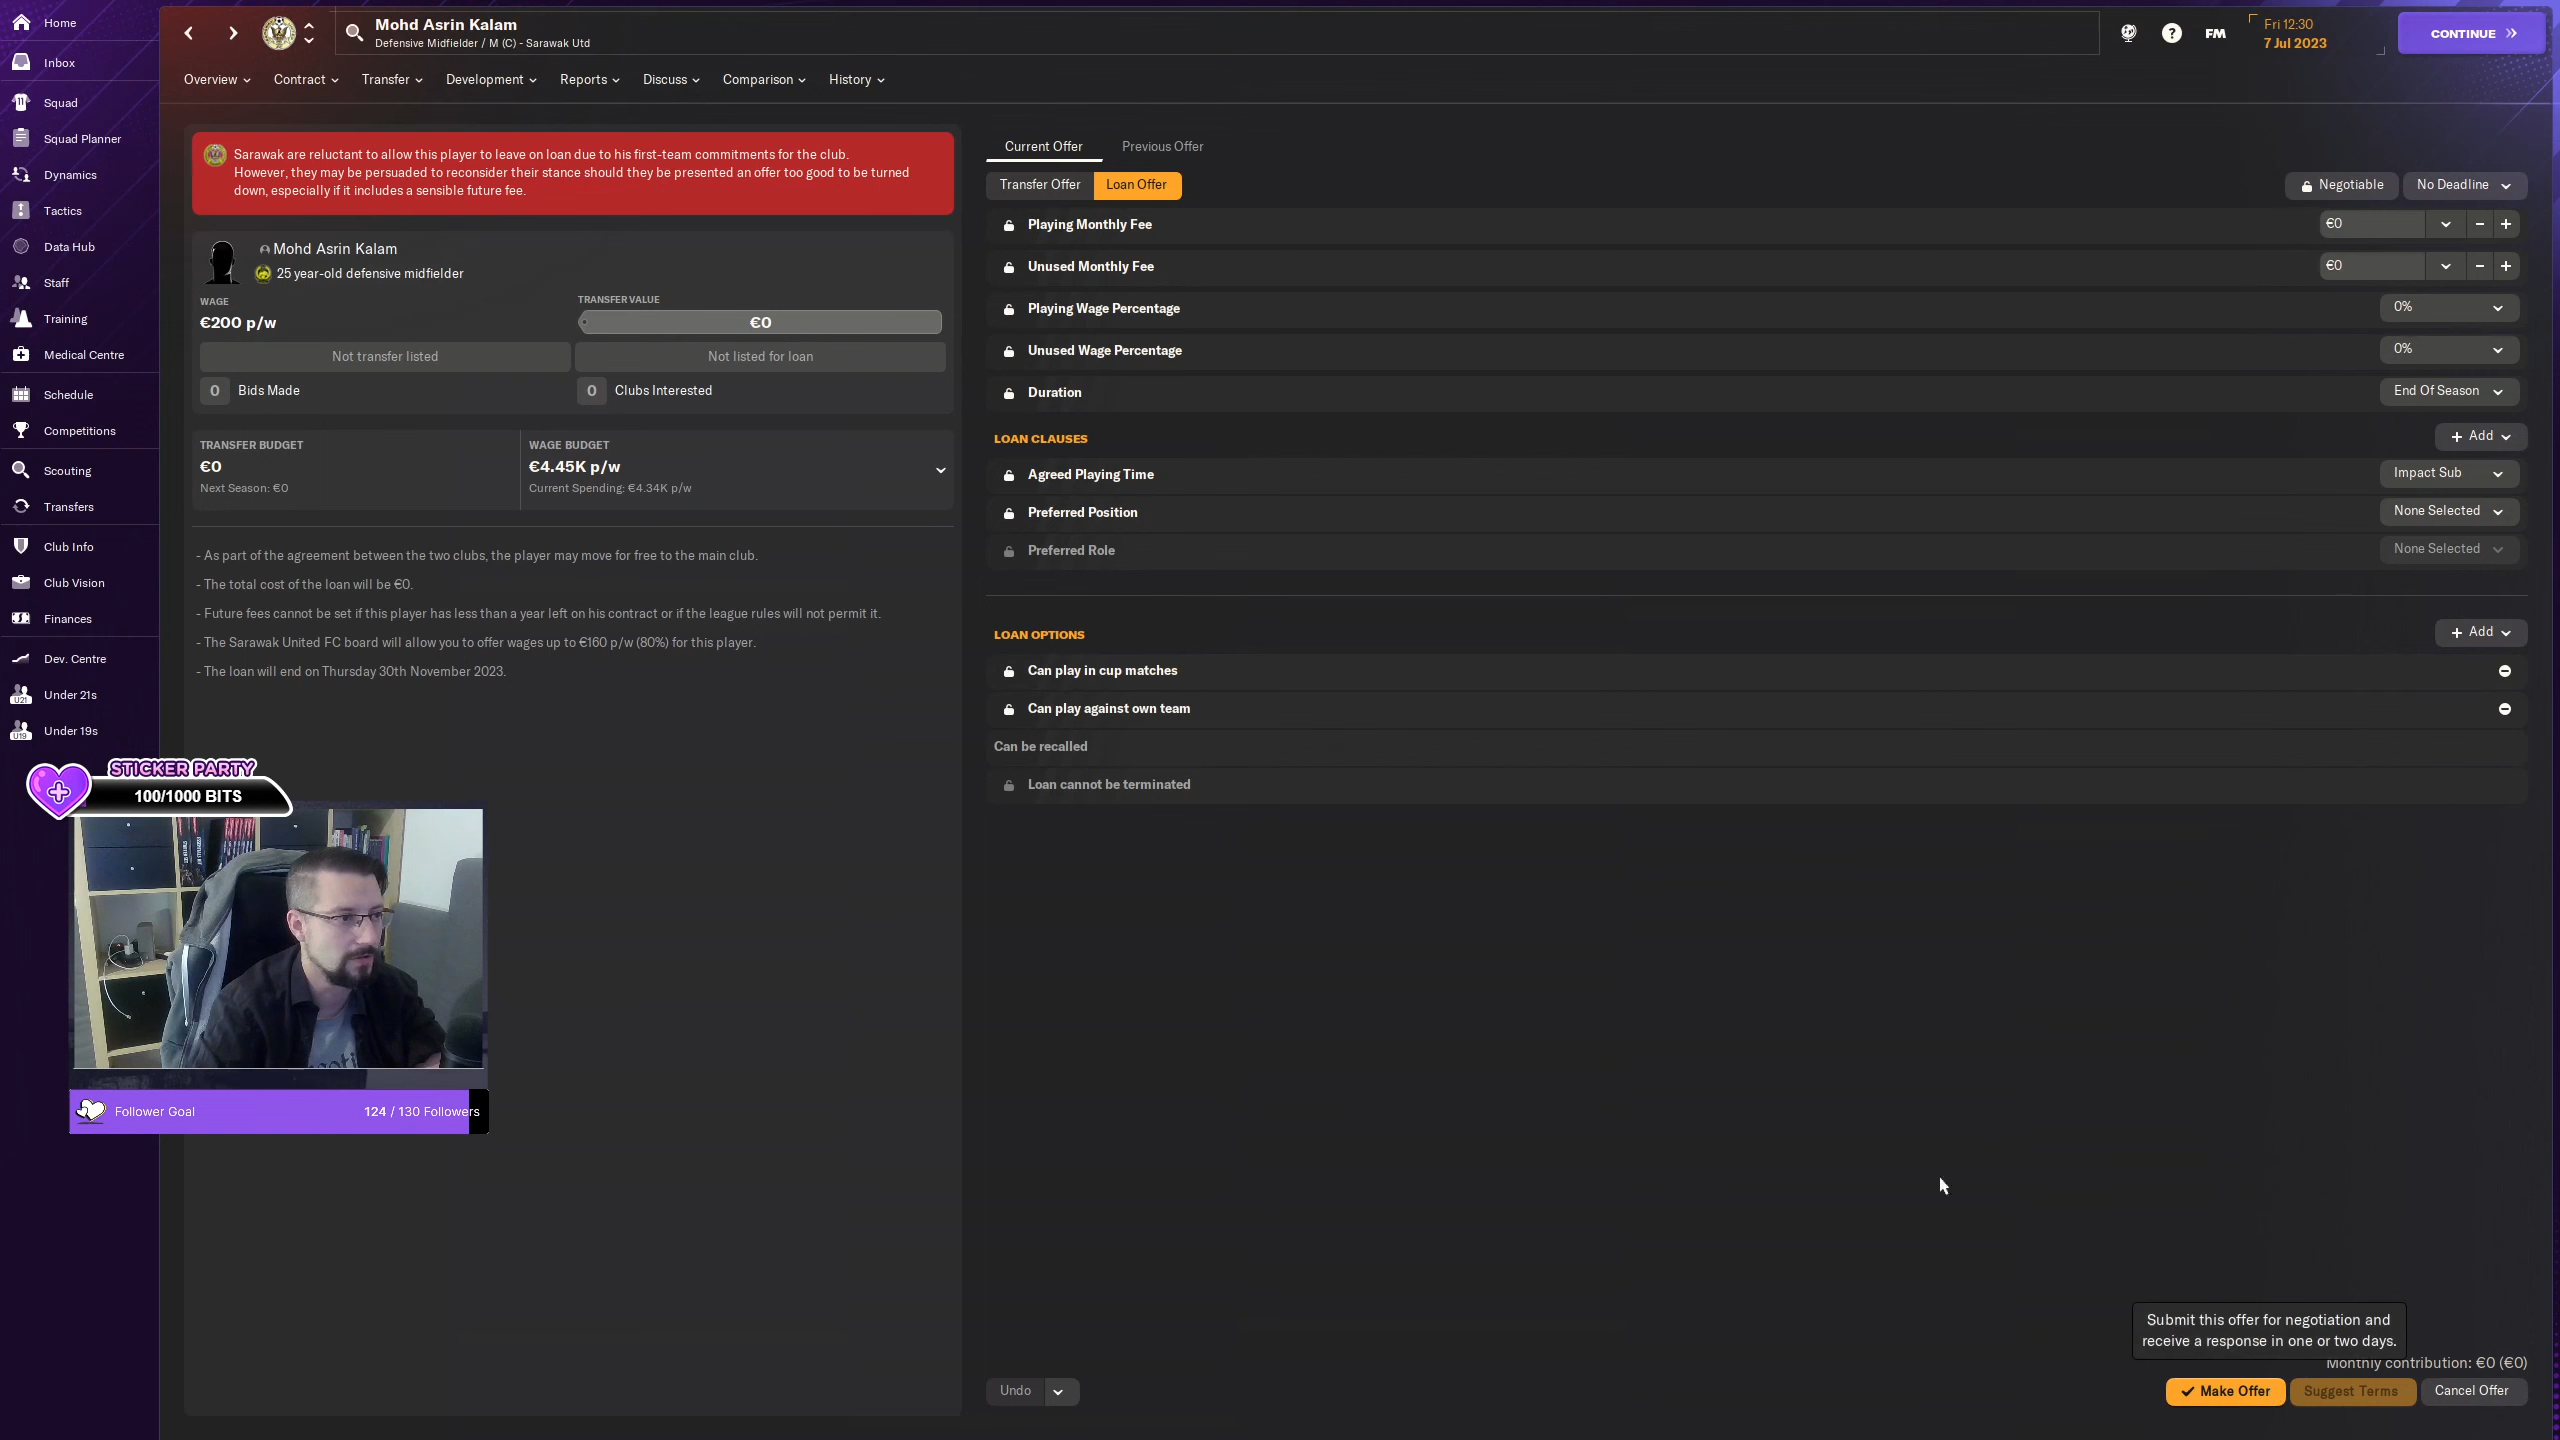 Home
Inbox
Squad
Squad Planner
Dynamics
Tactics
Data Hub
Staff
Training
Medical Centre
Schedule
Competitions
Scouting
Transfers
Club Info
Club Vision
Finances
Dev. Centre
U21
Under 21s
U19
Under 19s
Mohd Asrin Kalam
Defensive Midfielder / M (C) - Sarawak Utd
FM
Fri 12:30
7 Jul 2023
CONTINUE
Overview
Contract
Transfer
Development
Reports
Discuss
Comparison
History
Sarawak are reluctant to allow this player to leave on loan due to his first-team commitments for the club.
However, they may be persuaded to reconsider their stance should they be presented an offer too good to be turned
down, especially if it includes a sensible future fee.
Mohd Asrin Kalam
25 year-old defensive midfielder
WAGE
€200 p/w
TRANSFER VALUE
€0
Not transfer listed
Not listed for loan
0 Bids Made
0 Clubs Interested
TRANSFER BUDGET
€0
Next Season: €0
WAGE BUDGET
€4.45K p/w
Current Spending: €4.34K p/w
- As part of the agreement between the two clubs, the player may move for free to the main club.
- The total cost of the loan will be €0.
- Future fees cannot be set if this player has less than a year left on his contract or if the league rules will not permit it.
- The Sarawak United FC board will allow you to offer wages up to €160 p/w (80%) for this player.
- The loan will end on Thursday 30th November 2023.
Current Offer
Previous Offer
Transfer Offer
Loan Offer
Negotiable
No Deadline
Playing Monthly Fee
€0
Unused Monthly Fee
€0
Playing Wage Percentage
0%
Unused Wage Percentage
0%
Duration
End Of Season
LOAN CLAUSES
Add
Agreed Playing Time
Impact Sub
Preferred Position
None Selected
Preferred Role
None Selected
LOAN OPTIONS
Add
Can play in cup matches
Can play against own team
Can be recalled
Loan cannot be terminated
STICKER PARTY
100/1000 BITS
Follower Goal
124 / 130 Followers
Submit this offer for negotiation and
receive a response in one or two days.
Monthly contribution: €0 (€0)
Undo
Make Offer
Suggest Terms
Cancel Offer